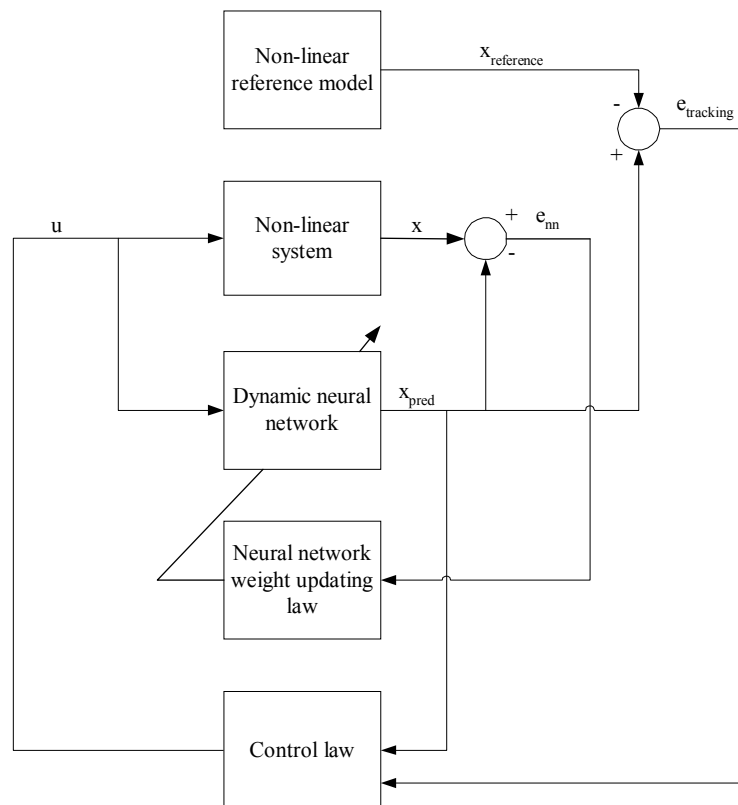 Non-linear
reference model
x_reference
-
+
e_tracking
u
Non-linear
system
x
+
-
e_nn
Dynamic neural
network
x_pred
Neural network
weight updating
law
Control law